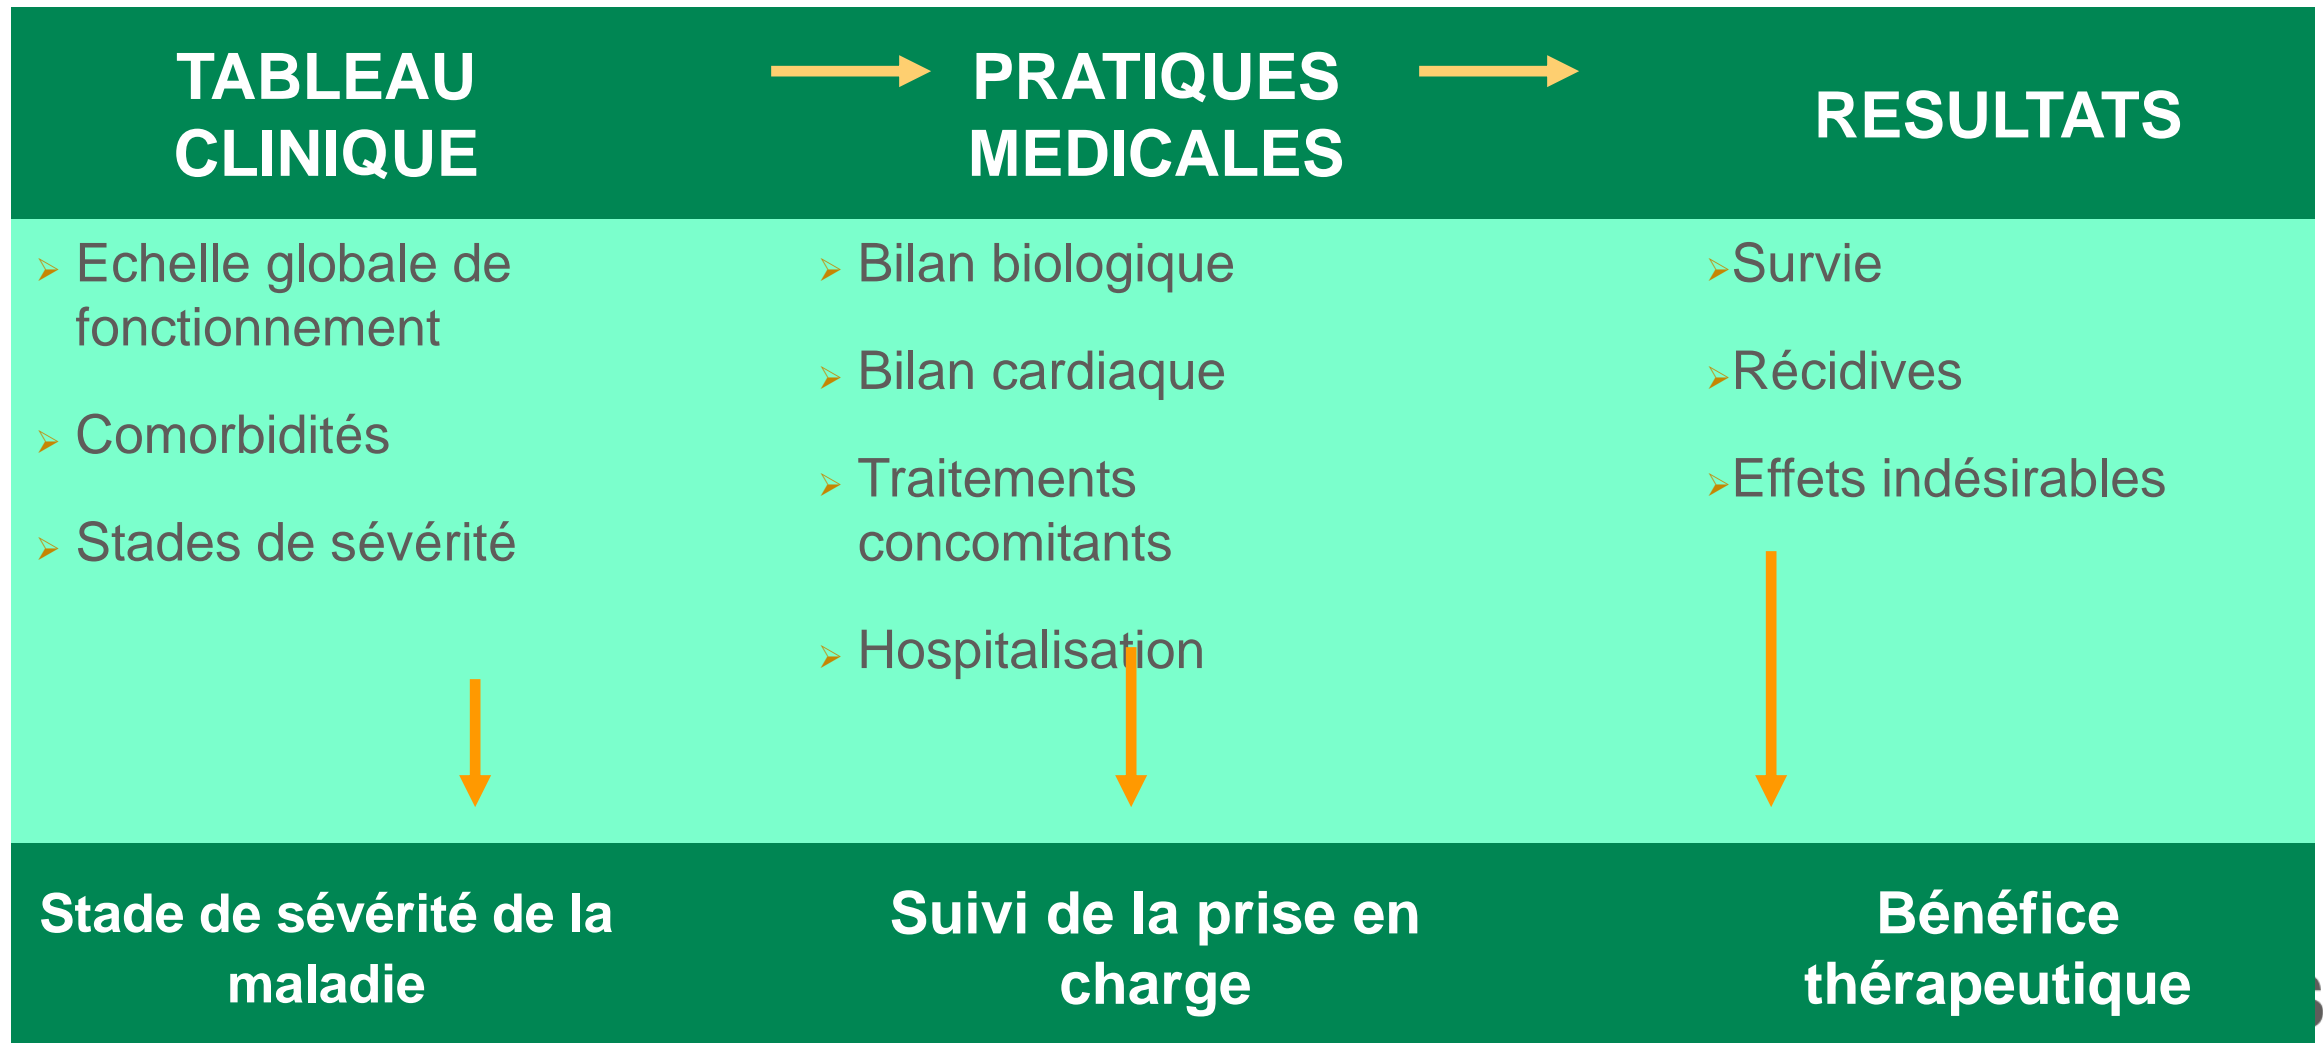 TABLEAU
CLINIQUE
PRATIQUES
MEDICALES
RESULTATS
Echelle globale de
fonctionnement
Comorbidités
Stades de sévérité
Bilan biologique
Bilan cardiaque
Traitements
concomitants
Hospitalisation
Survie
Récidives
Effets indésirables
Stade de sévérité de la
maladie
Suivi de la prise en
charge
Bénéfice
thérapeutique